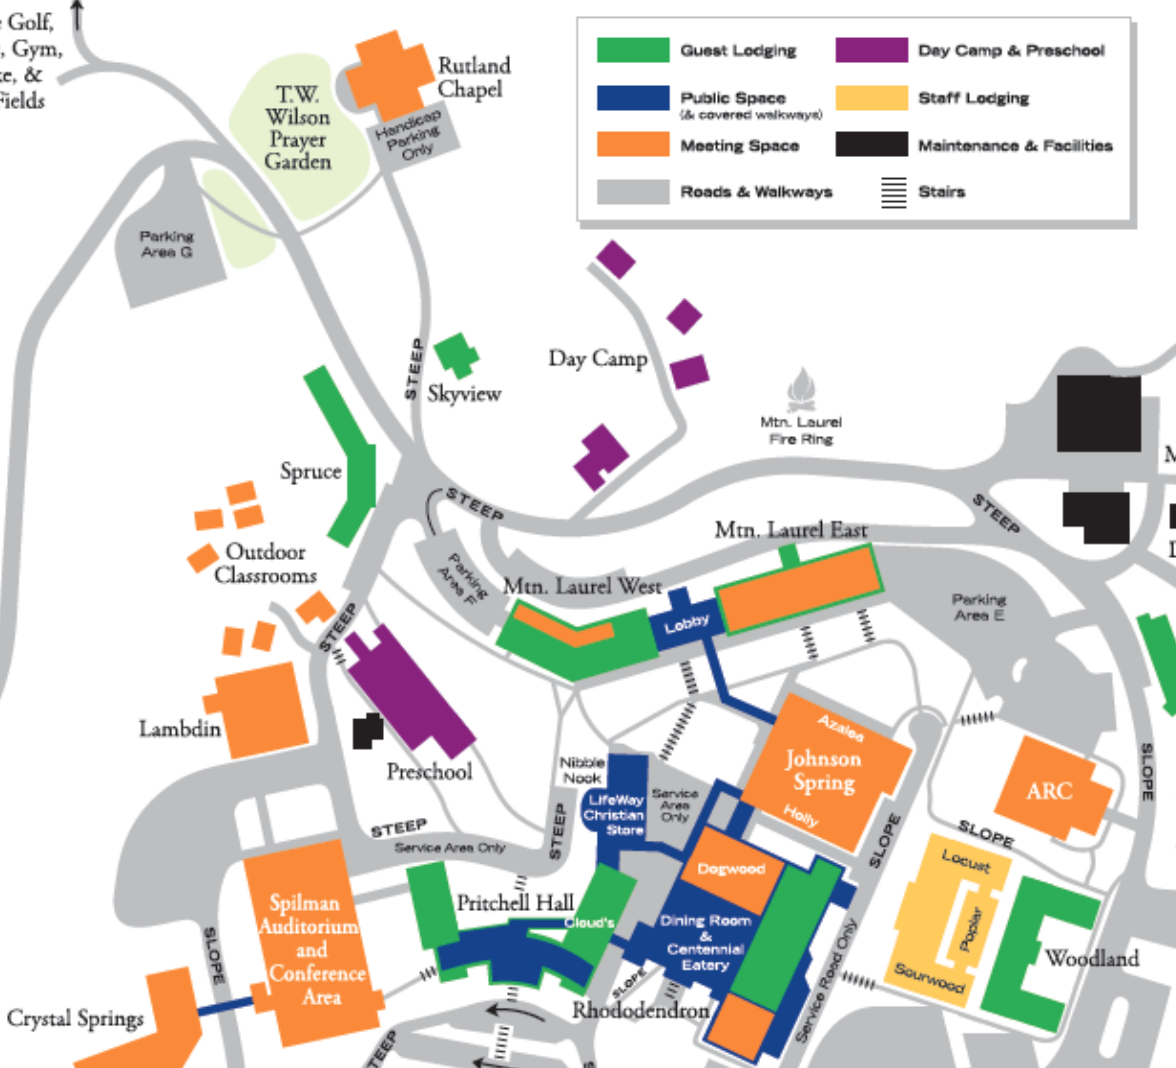 Golf,
Gym,
&
Fields
T.W.
Wilson
Prayer
Garden
Rutland
Chapel
Handicap
Parking
Only
Guest Lodging
Public Space
(& covered walkways)
Meeting Space
Roads & Walkways
Day Camp & Preschool
Staff Lodging
Maintenance & Facilities
Stairs
Parking
Area G
STEEP
Skyview
Day Camp
Mtn. Laurel
Fire Ring
Spruce
STEEP
STEEP
Outdoor
Classrooms
Parking
Area F
Mtn. Laurel West
Mtn. Laurel East
Lobby
Parking
Area E
STEEP
Lambdin
Preschool
Azalea
Johnson
Spring
Holly
Nibble
Nook
LifeWay
Christian
Store
Service
Area
Only
ARC
SLOPE
SLOPE
SLOPE
STEEP
Service Area Only
STEEP
Dogwood
Locust
Poplar
Sourwood
Woodland
Spilman
Auditorium
and
Conference
Area
Pritchell Hall
Cloud's
Dining Room
&
Centennial
Eatery
SLOPE
SLOPE
Rhododendron
Service Road Only
Crystal Springs
STEEP